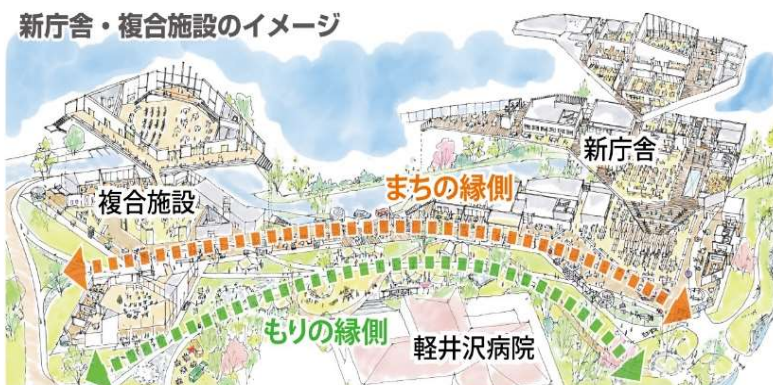 新庁舎・複合施設のイメージ
新庁舎
まちの縁側
複合施設
もりの縁側
軽井沢病院